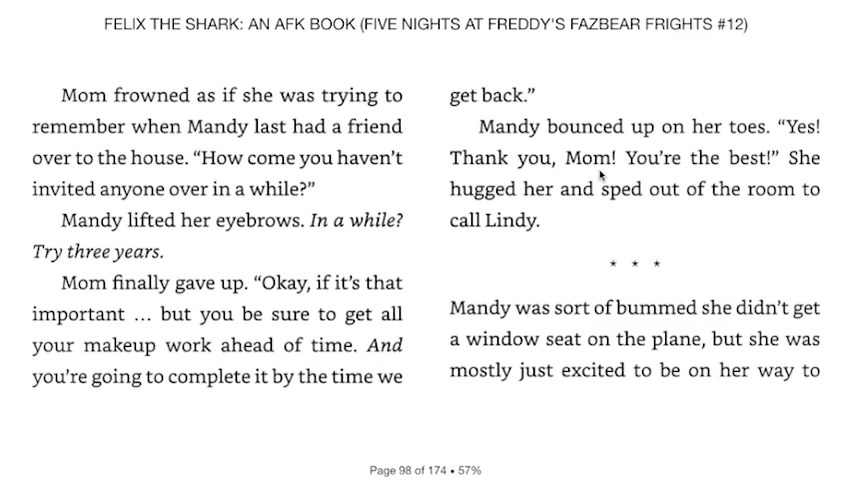 FELIX THE SHARK: AN AFK BOOK (FIVE NIGHTS AT FREDDY'S FAZBEAR FRIGHTS #12)
Mom frowned as if she was trying to
remember when Mandy last had a friend
over to the house. “How come you haven’t
invited anyone over in a while?”
Mandy lifted her eyebrows. In a while?
Try three years.
Mom finally gave up. “Okay, if it’s that
important ... but you be sure to get all
your makeup work ahead of time. And
you’re going to complete it by the time we
get back.”
Mandy bounced up on her toes. “Yes!
Thank you, Mom! You’re the best!” She
hugged her and sped out of the room to
call Lindy.
* * *
Mandy was sort of bummed she didn’t get
a window seat on the plane, but she was
mostly just excited to be on her way to
Page 98 of 174 • 57%